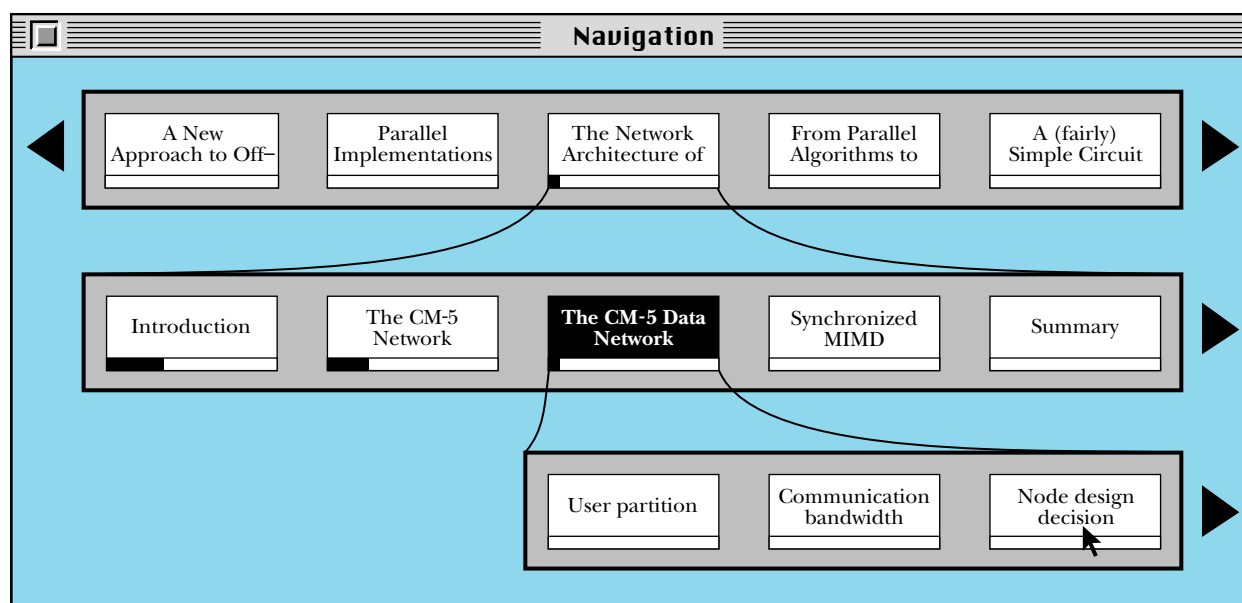 Navigation
A New
Approach to Off–
Parallel
Implementations
The Network
Architecture of
From Parallel
Algorithms to
A (fairly)
Simple Circuit
Introduction
The CM-5
Network
The CM-5 Data
Network
Synchronized
MIMD
Summary
User partition
Communication
bandwidth
Node design
decision